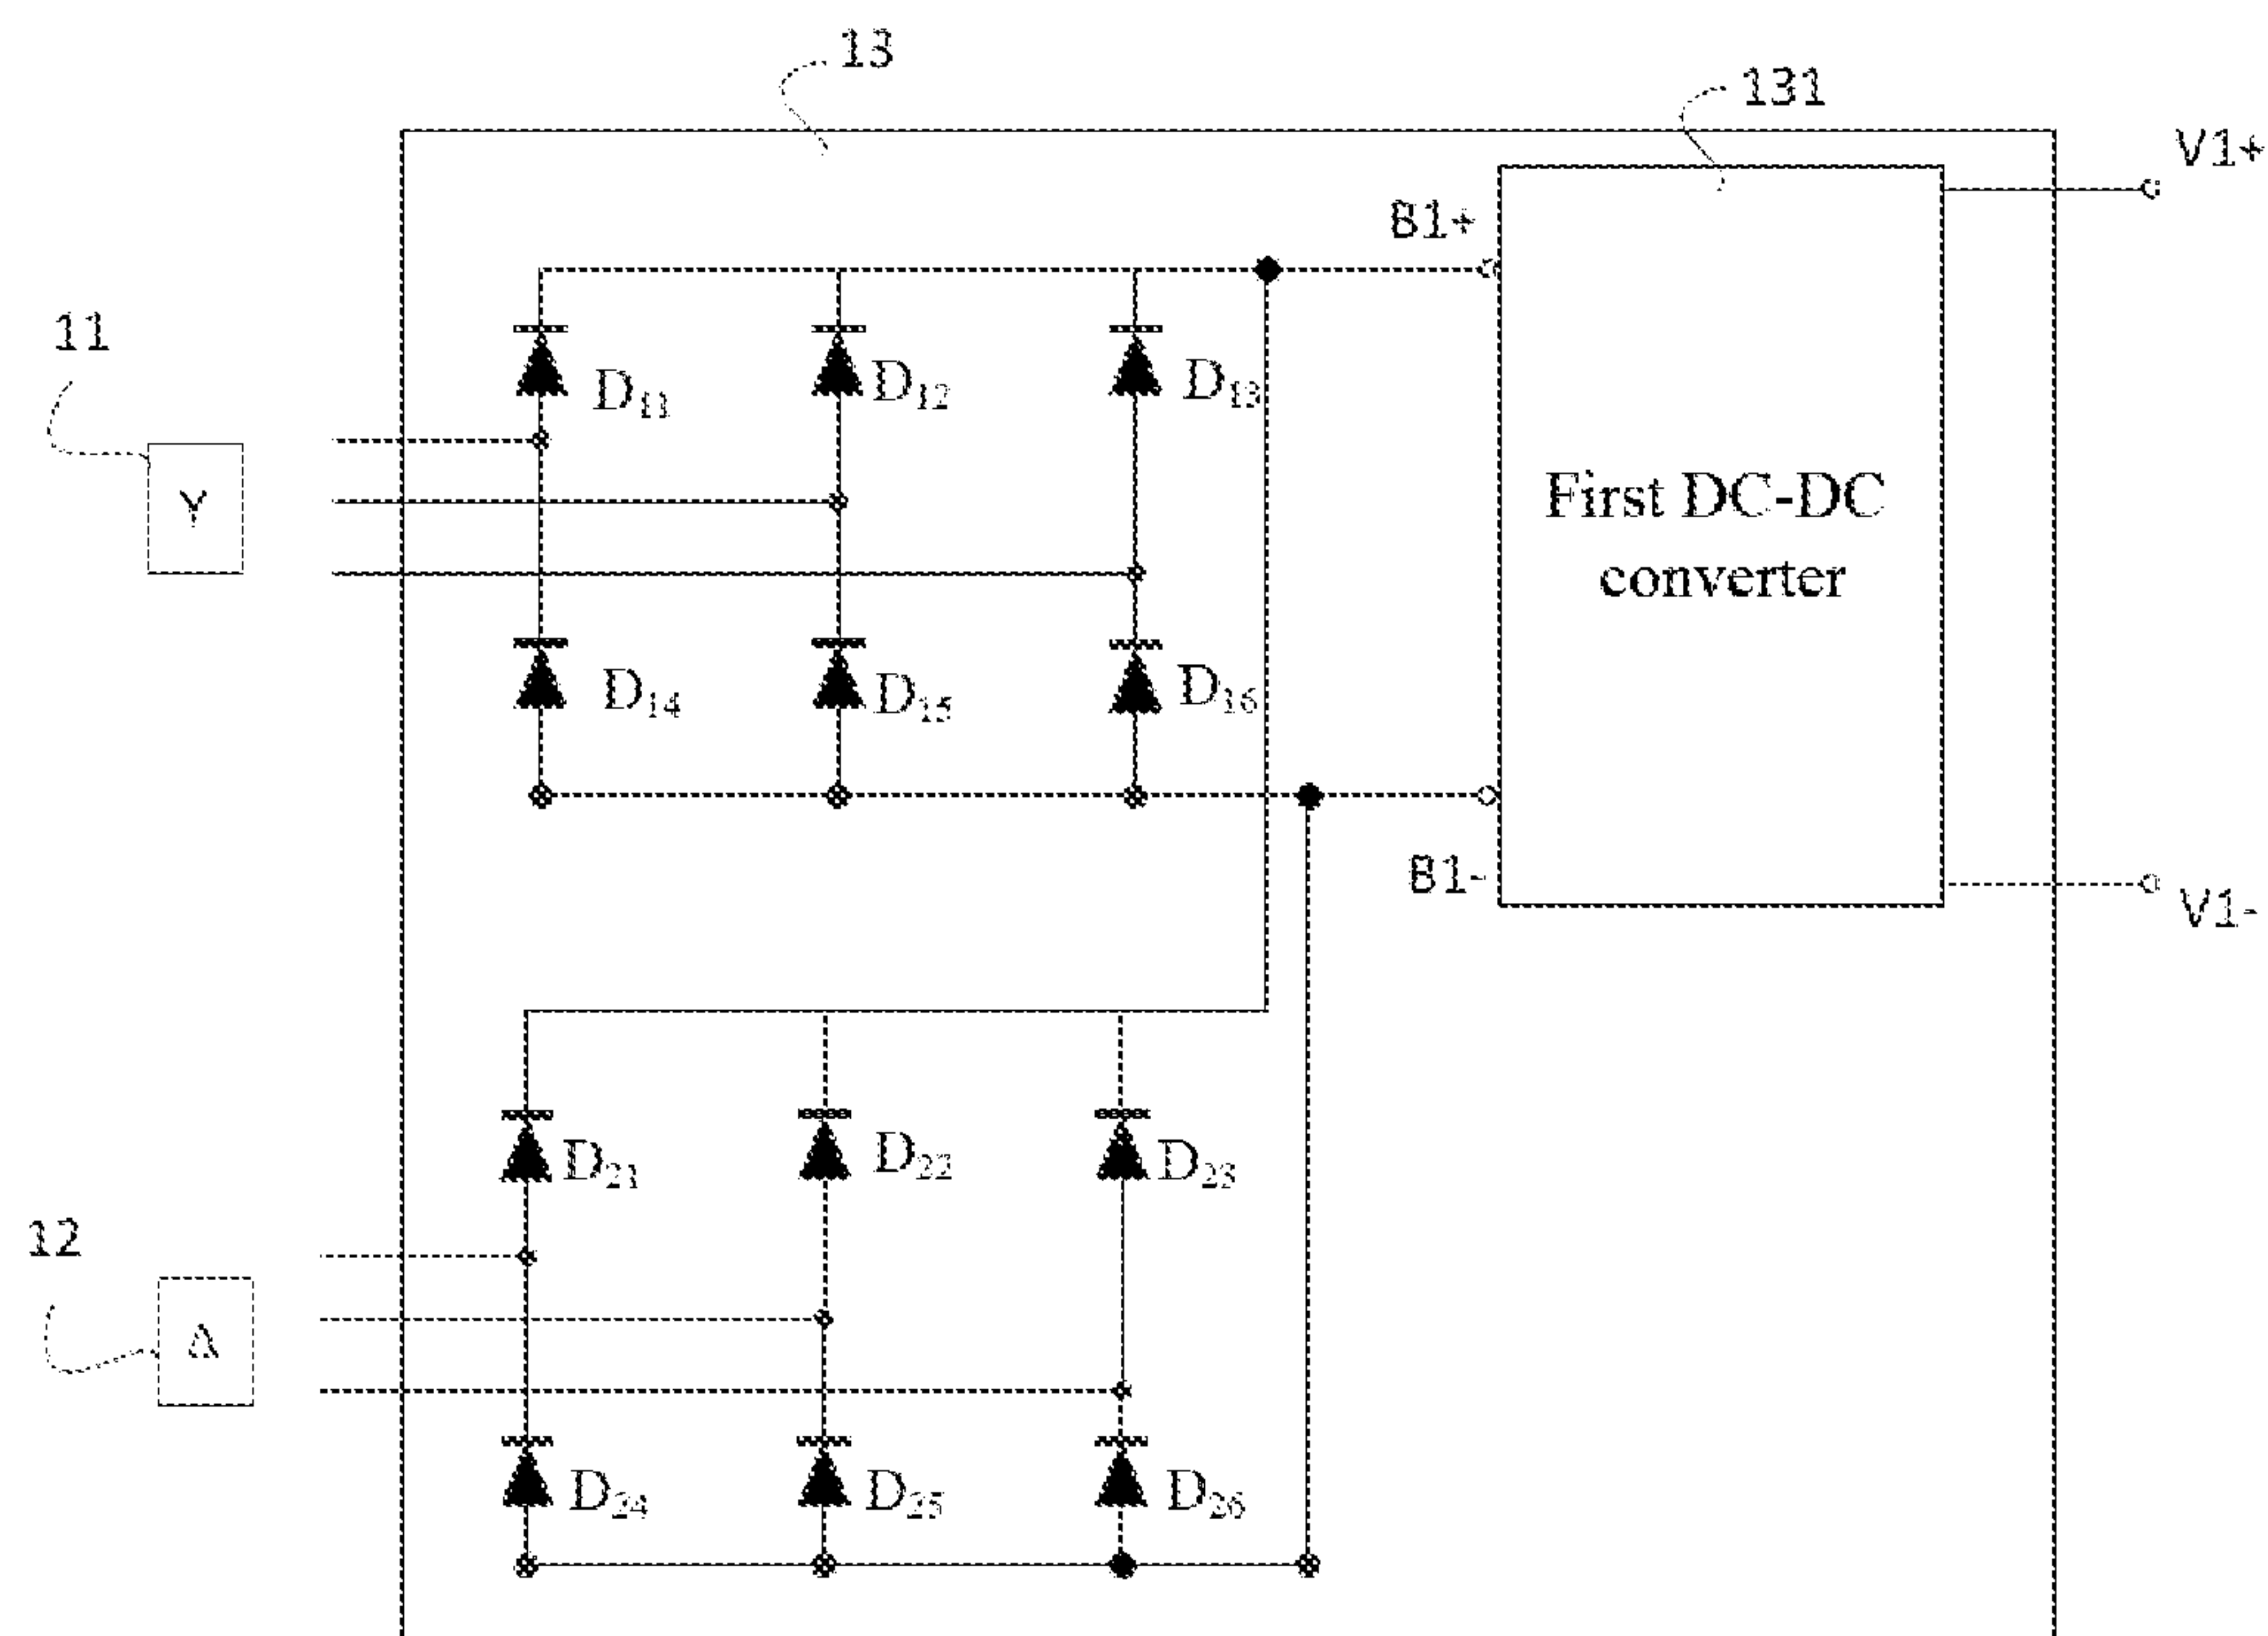 13
131
V1+
B1+
11
D11
D12
D13
Y
First DC-DC
converter
D14
D15
D16
B1-
V1-
D21
D22
D23
12
Δ
D24
D25
D26